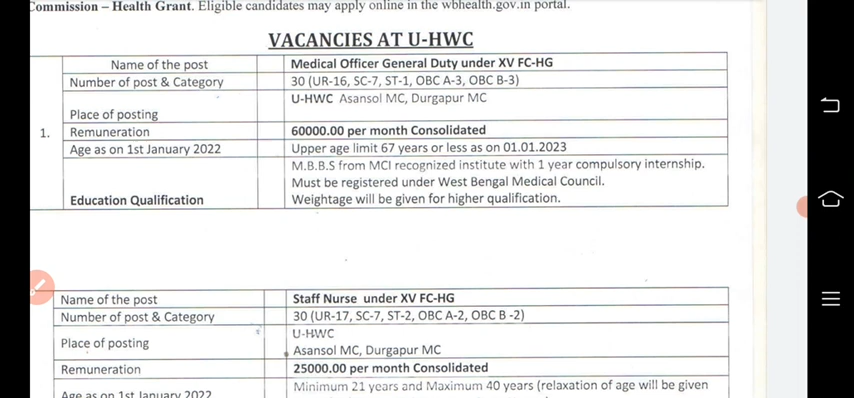 Commission – Health Grant. Eligible candidates may apply online in the wbhealth.gov.in portal.
VACANCIES AT U-HWC
1.
Name of the post Medical Officer General Duty under XV FC-HG
Number of post & Category 30 (UR-16, SC-7, ST-1, OBC A-3, OBC B-3)
Place of posting U-HWC Asansol MC, Durgapur MC
Remuneration 60000.00 per month Consolidated
Age as on 1st January 2022 Upper age limit 67 years or less as on 01.01.2023
Education Qualification M.B.B.S from MCI recognized institute with 1 year compulsory internship.
Must be registered under West Bengal Medical Council.
Weightage will be given for higher qualification.
Name of the post Staff Nurse under XV FC-HG
Number of post & Category 30 (UR-17, SC-7, ST-2, OBC A-2, OBC B -2)
Place of posting U-HWC
Asansol MC, Durgapur MC
Remuneration 25000.00 per month Consolidated
Age as on 1st January 2022 Minimum 21 years and Maximum 40 years (relaxation of age will be given